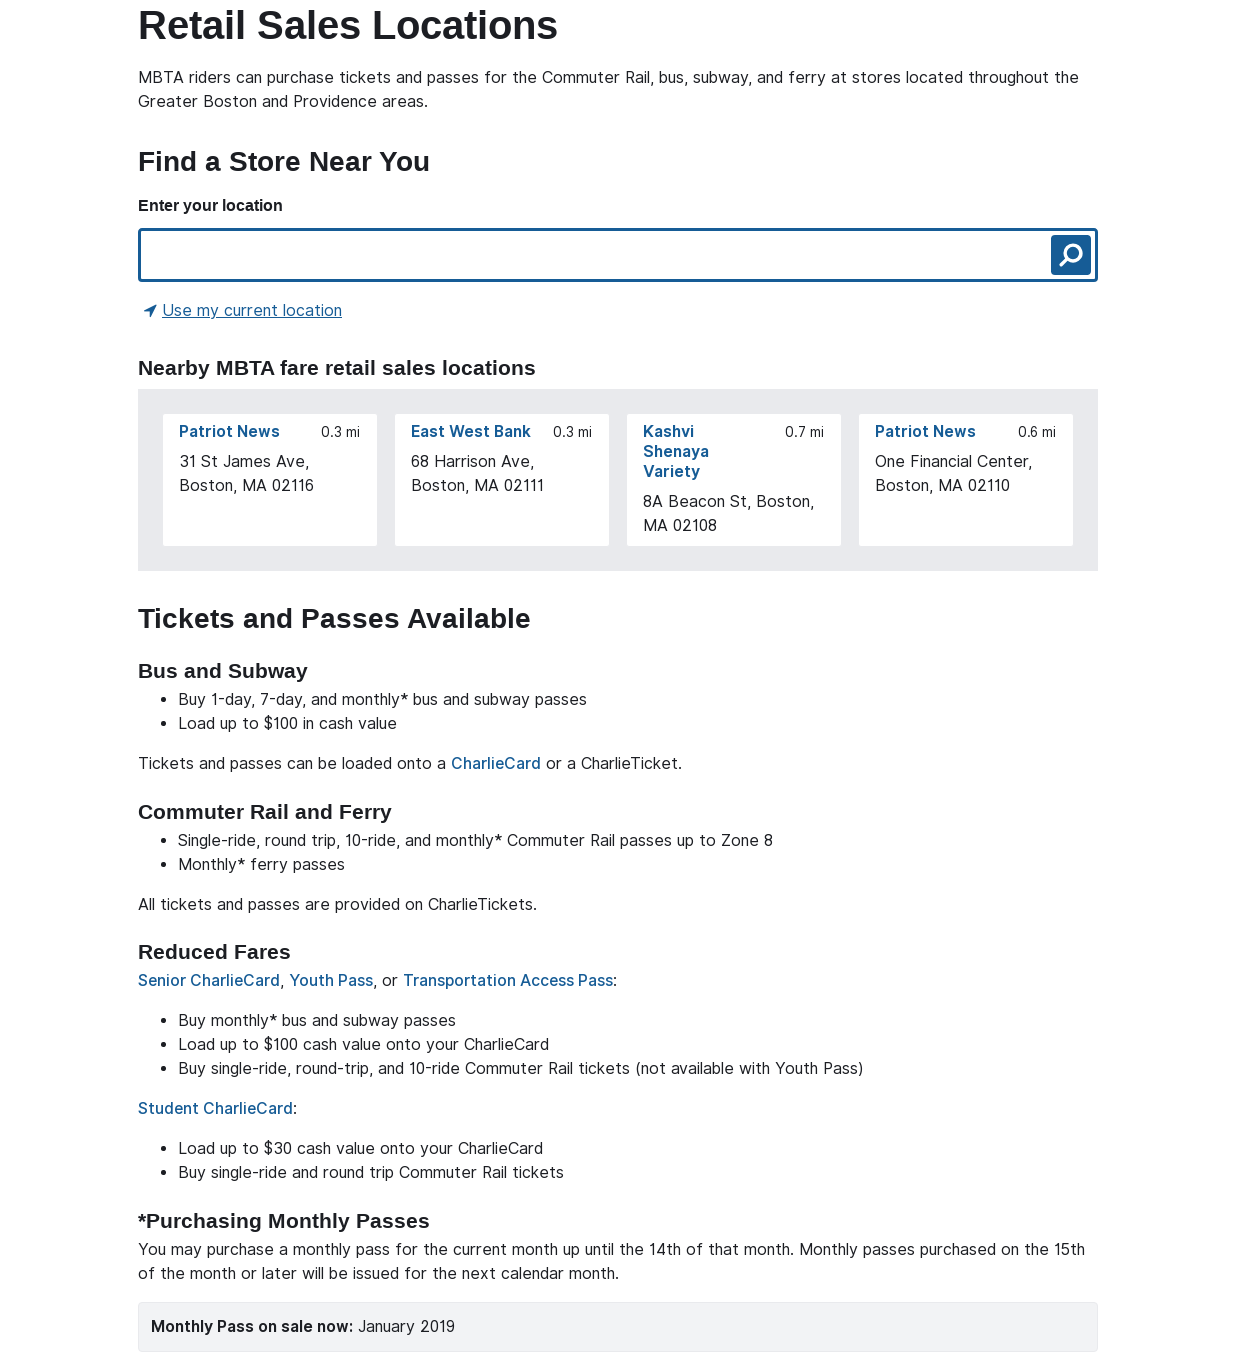 Retail Sales Locations
MBTA riders can purchase tickets and passes for the Commuter Rail, bus, subway, and ferry at stores located throughout the
Greater Boston and Providence areas.
Find a Store Near You
Enter your location
Use my current location
Nearby MBTA fare retail sales locations
Patriot News 0.3 mi
31 St James Ave,
Boston, MA 02116
East West Bank 0.3 mi
68 Harrison Ave,
Boston, MA 02111
Kashvi 0.7 mi
Shenaya
Variety
8A Beacon St, Boston,
MA 02108
Patriot News 0.6 mi
One Financial Center,
Boston, MA 02110
Tickets and Passes Available
Bus and Subway
• Buy 1-day, 7-day, and monthly* bus and subway passes
• Load up to $100 in cash value
Tickets and passes can be loaded onto a CharlieCard or a CharlieTicket.
Commuter Rail and Ferry
• Single-ride, round trip, 10-ride, and monthly* Commuter Rail passes up to Zone 8
• Monthly* ferry passes
All tickets and passes are provided on CharlieTickets.
Reduced Fares
Senior CharlieCard, Youth Pass, or Transportation Access Pass:
• Buy monthly* bus and subway passes
• Load up to $100 cash value onto your CharlieCard
• Buy single-ride, round-trip, and 10-ride Commuter Rail tickets (not available with Youth Pass)
Student CharlieCard:
• Load up to $30 cash value onto your CharlieCard
• Buy single-ride and round trip Commuter Rail tickets
*Purchasing Monthly Passes
You may purchase a monthly pass for the current month up until the 14th of that month. Monthly passes purchased on the 15th
of the month or later will be issued for the next calendar month.
Monthly Pass on sale now: January 2019